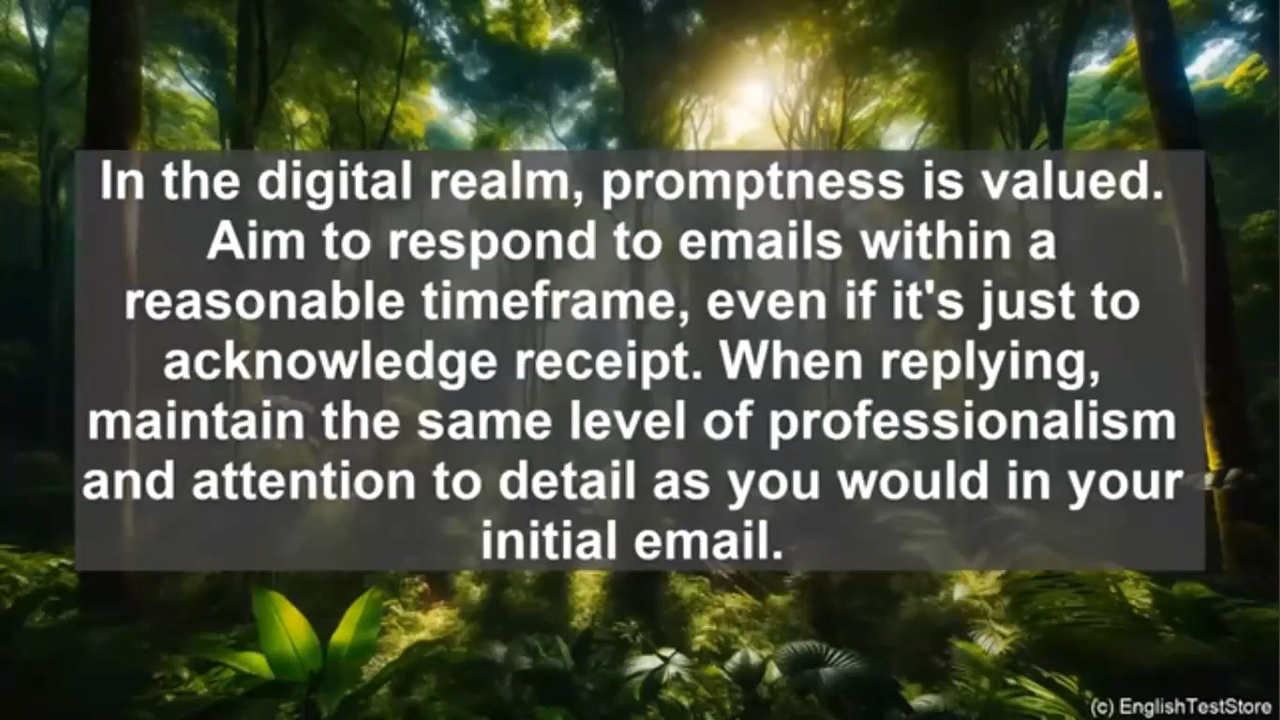 In the digital realm, promptness is valued.
Aim to respond to emails within a
reasonable timeframe, even if it's just to
acknowledge receipt. When replying,
maintain the same level of professionalism
and attention to detail as you would in your
initial email.
(c) EnglishTestStore